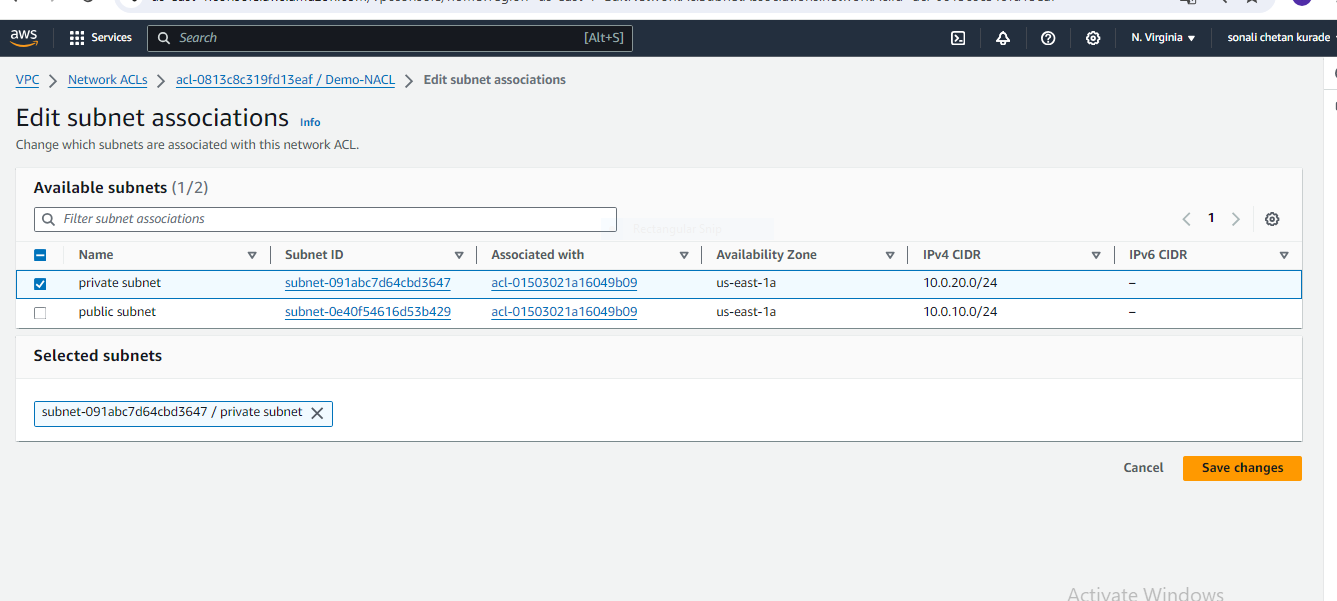 aws Services Search [Alt+S] N. Virginia sonali chetan kurade
VPC Network ACLs acl-0813c8c319fd13eaf / Demo-NACL Edit subnet associations
Edit subnet associations Info
Change which subnets are associated with this network ACL.
Available subnets (1/2)
Filter subnet associations
Rectangular Snip
1
Name Subnet ID Associated with Availability Zone IPv4 CIDR IPv6 CIDR
private subnet subnet-091abc7d64cbd3647 acl-01503021a16049b09 us-east-1a 10.0.20.0/24 –
public subnet subnet-0e40f54616d53b429 acl-01503021a16049b09 us-east-1a 10.0.10.0/24 –
Selected subnets
subnet-091abc7d64cbd3647 / private subnet
Cancel Save changes
Activate Windows